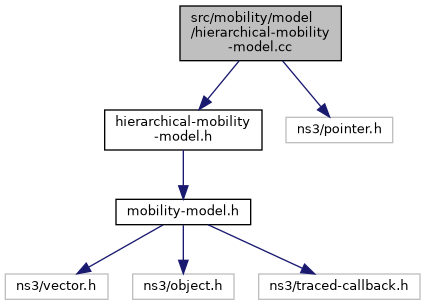 src/mobility/model
/hierarchical-mobility
-model.cc
hierarchical-mobility
-model.h
ns3/pointer.h
mobility-model.h
ns3/vector.h
ns3/object.h
ns3/traced-callback.h